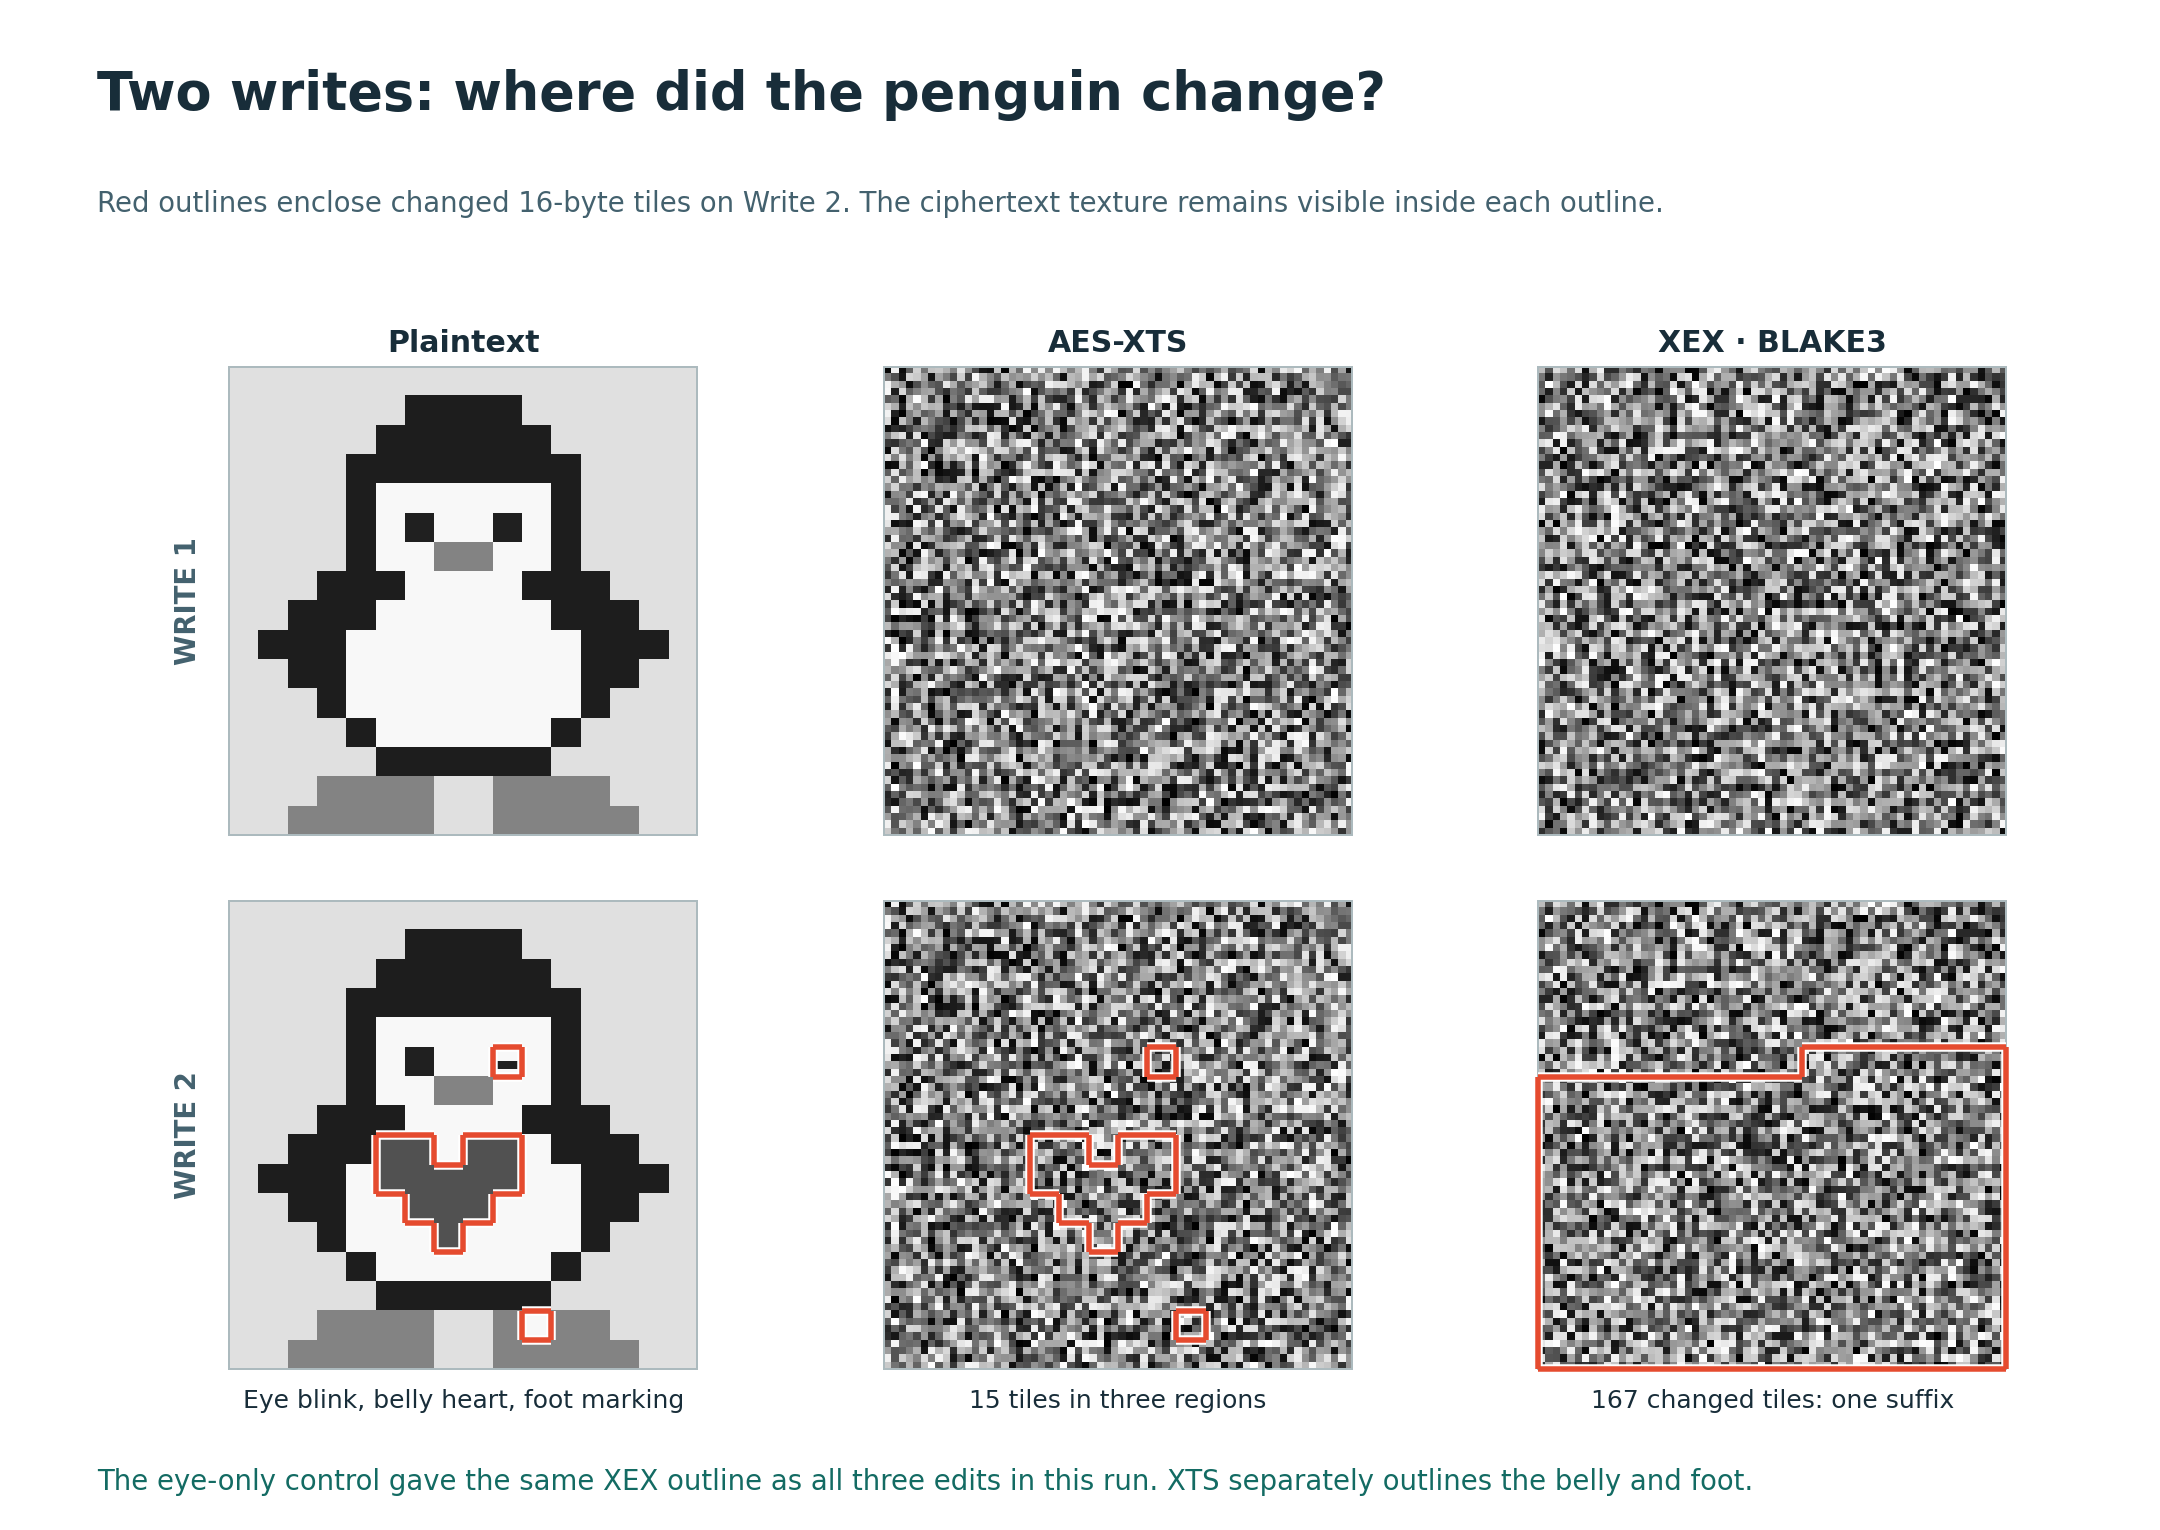 Two writes: where did the penguin change?
Red outlines enclose changed 16-byte tiles on Write 2. The ciphertext texture remains visible inside each outline.
Plaintext
AES-XTS
XEX · BLAKE3
WRITE 1
WRITE 2
Eye blink, belly heart, foot marking
15 tiles in three regions
167 changed tiles: one suffix
The eye-only control gave the same XEX outline as all three edits in this run. XTS separately outlines the belly and foot.